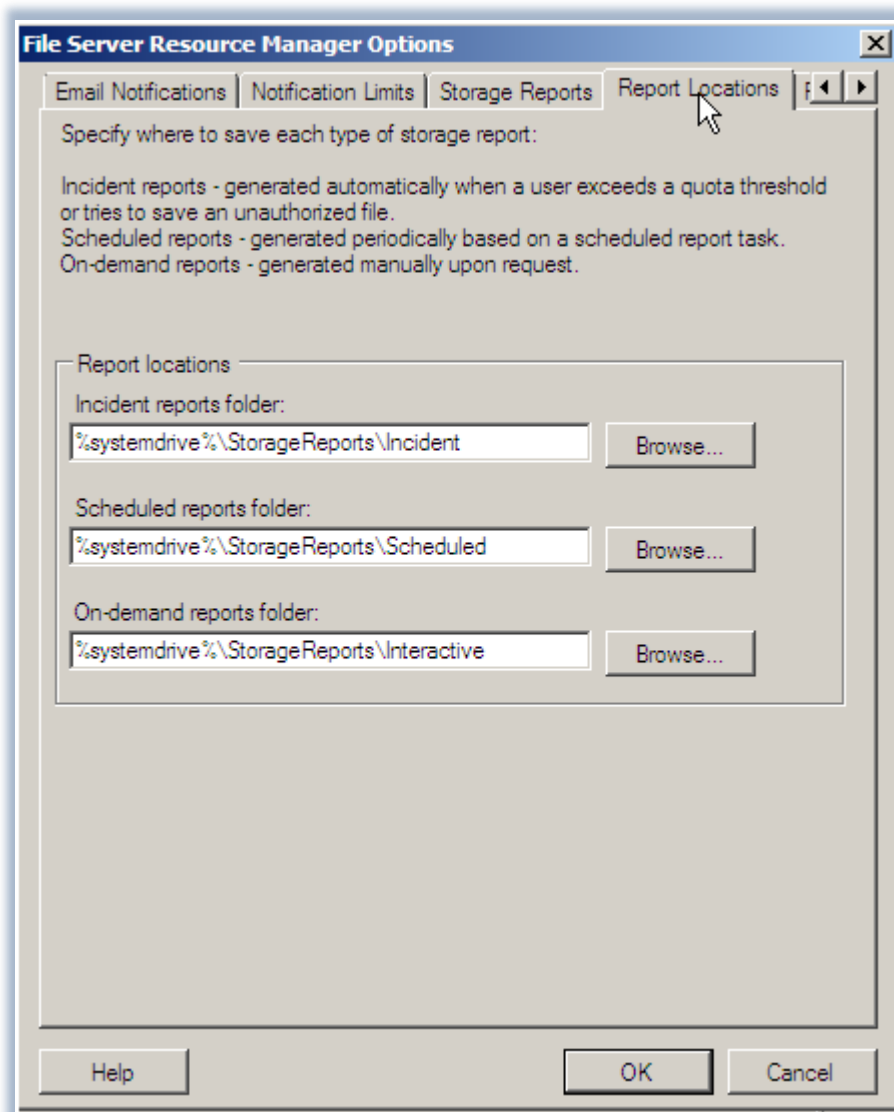 File Server Resource Manager Options
Email Notifications
Notification Limits
Storage Reports
Report Locations
Specify where to save each type of storage report:
Incident reports - generated automatically when a user exceeds a quota threshold
or tries to save an unauthorized file.
Scheduled reports - generated periodically based on a scheduled report task.
On-demand reports - generated manually upon request.
Report locations
Incident reports folder:
%systemdrive%\StorageReports\Incident
Browse...
Scheduled reports folder:
%systemdrive%\StorageReports\Scheduled
Browse...
On-demand reports folder:
%systemdrive%\StorageReports\Interactive
Browse...
Help
OK
Cancel